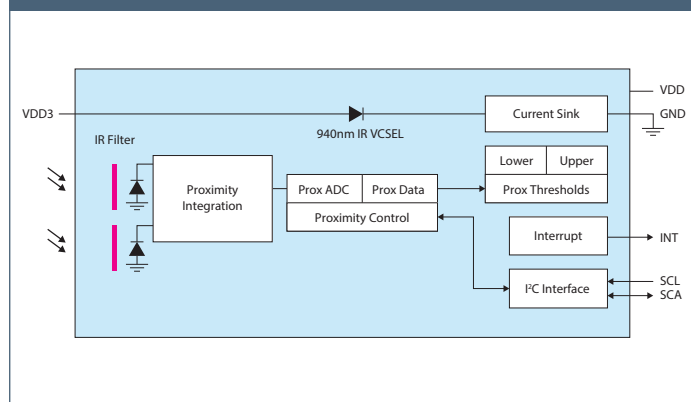 VDD
VDD3
Current Sink
GND
940nm IR VCSEL
IR Filter
Lower
Upper
Proximity
Integration
Prox ADC
Prox Data
Prox Thresholds
Proximity Control
Interrupt
INT
I²C Interface
SCL
SCA